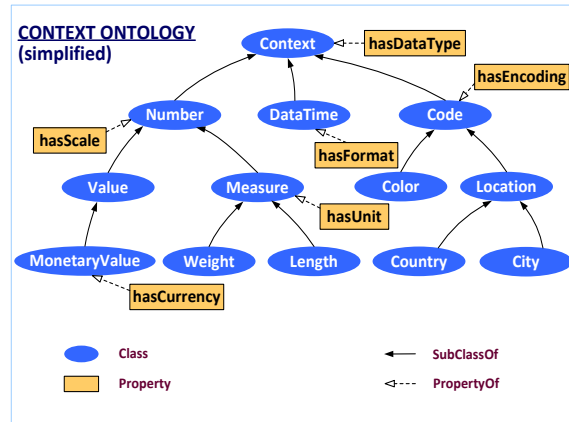 CONTEXT ONTOLOGY
(simplified)
Context
hasDataType
hasEncoding
Number
DataTime
Code
hasScale
hasFormat
Value
Measure
Color
Location
hasUnit
MonetaryValue
Weight
Length
Country
City
hasCurrency
Class
SubClassOf
Property
PropertyOf